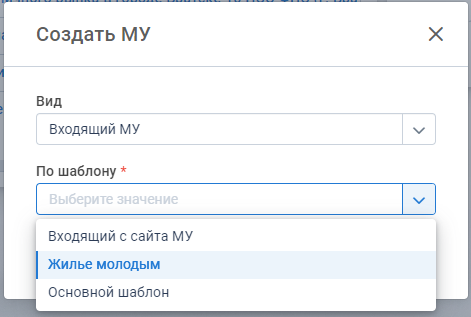 Создать МУ
Вид
Входящий МУ
По шаблону *
Выберите значение
Входящий с сайта МУ
Жилье молодым
Основной шаблон